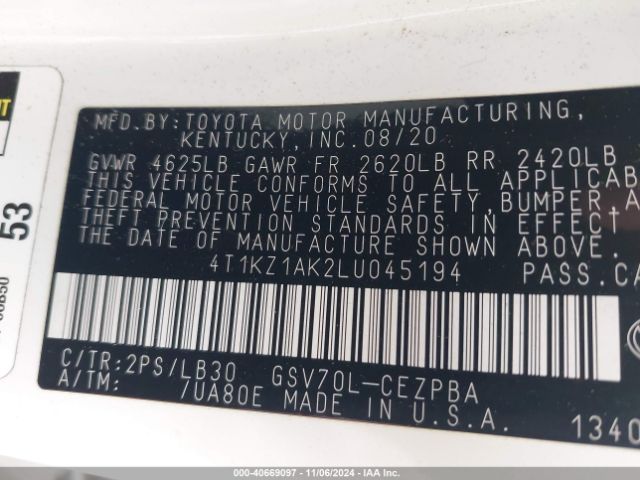 MFD.BY:TOYOTA MOTOR MANUFACTURING,
KENTUCKY,INC.08/20
GVWR 4625LB GAWR FR 2620LB RR 2420LB
THIS VEHICLE CONFORMS TO ALL APPLICAB
FEDERAL MOTOR VEHICLE SAFETY, BUMPER, A
THEFT PREVENTION STANDARDS IN EFFECT
THE DATE OF MANUFACTURE SHOWN ABOVE.
4T1KZ1AK2LU045194 PASS.CA
C/TR:2PS/LB30 GSV70L-CEZPBA
A/TM: 7UA80E MADE IN U.S.A.
1340
53
000-40669097 - 11/06/2024 - IAAI.COM